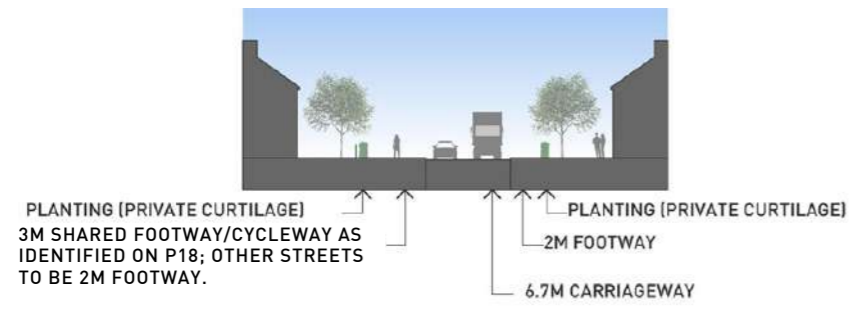 PLANTING (PRIVATE CURTILAGE)
3M SHARED FOOTWAY/CYCLEWAY AS
IDENTIFIED ON P18; OTHER STREETS
TO BE 2M FOOTWAY.
PLANTING (PRIVATE CURTILAGE)
2M FOOTWAY
6.7M CARRIAGEWAY